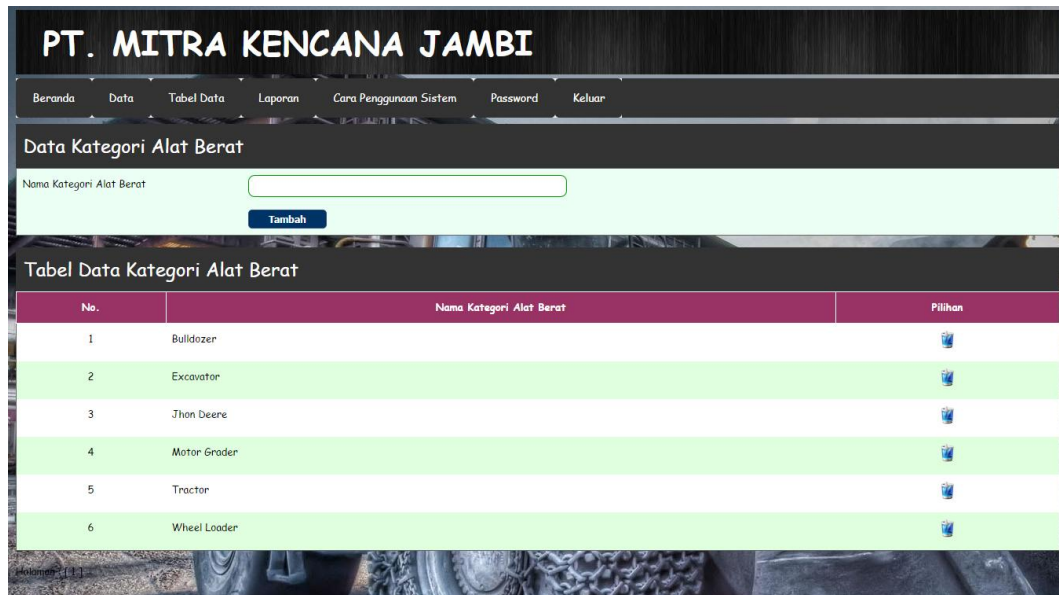 PT. MITRA KENCANA JAMBI
Beranda Data Tabel Data Laporan Cara Penggunaan Sistem Password Keluar
Data Kategori Alat Berat
Nama Kategori Alat Berat
Tambah
Tabel Data Kategori Alat Berat
No. Nama Kategori Alat Berat Pilihan
1 Bulldozer
2 Excavator
3 Jhon Deere
4 Motor Grader
5 Tractor
6 Wheel Loader
Halaman : [ 1 ]